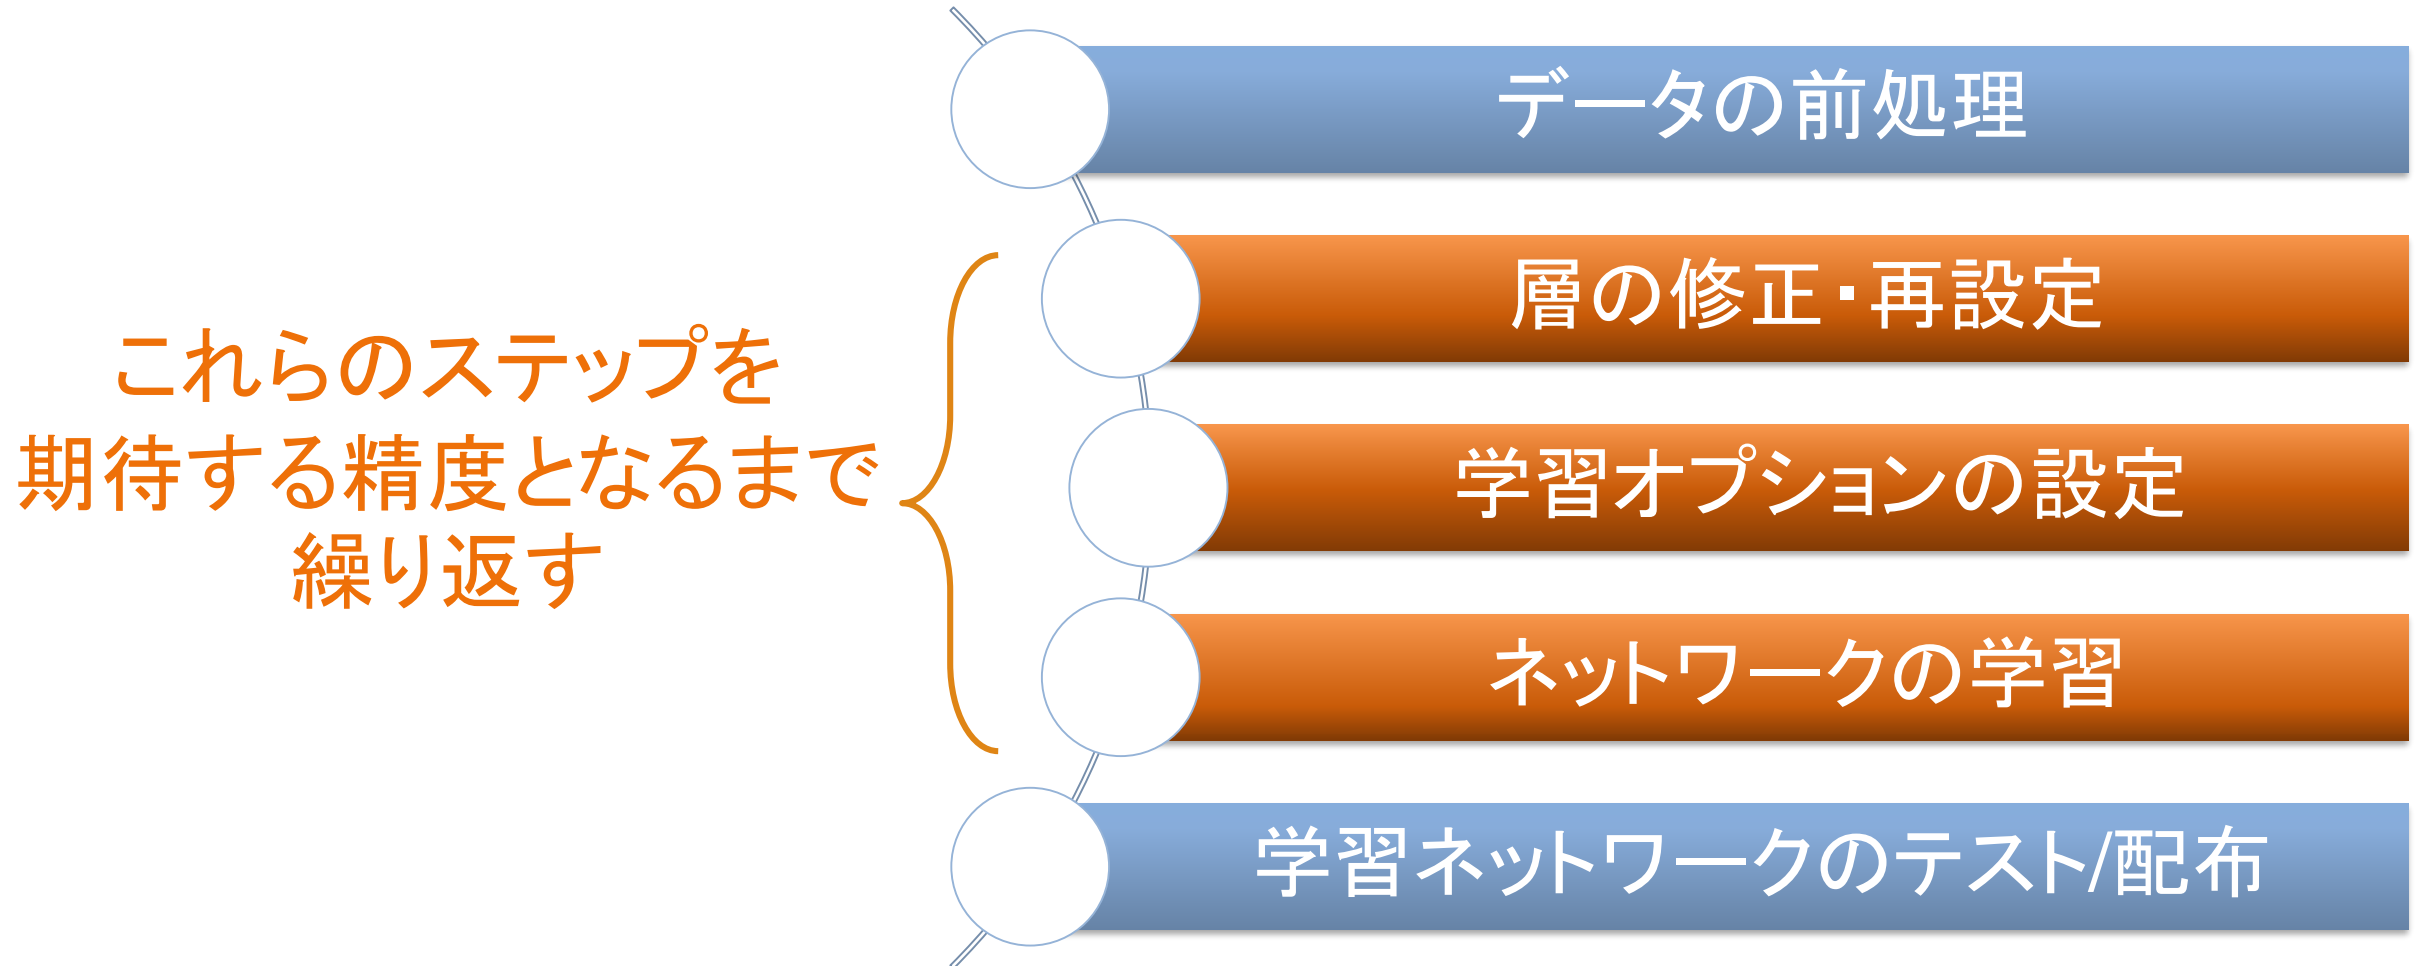 データの前処理
層の修正・再設定
これらのステップを
期待する精度となるまで
繰り返す
学習オプションの設定
ネットワークの学習
学習ネットワークのテスト/配布